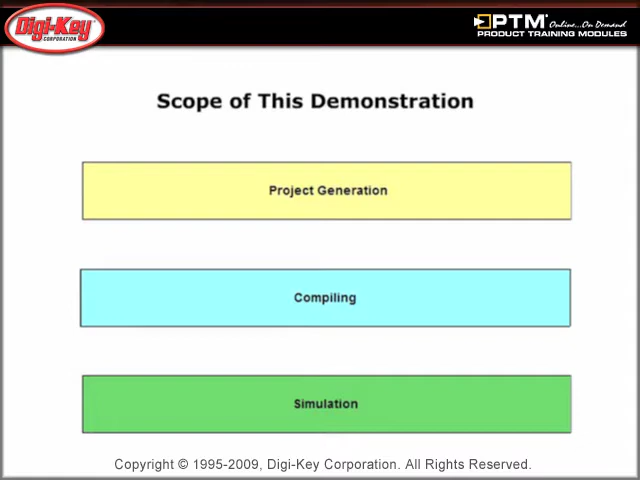 Digi-Key
CORPORATION
PTM
Online...On Demand
PRODUCT TRAINING MODULES
Scope of This Demonstration
Project Generation
Compiling
Simulation
Copyright © 1995-2009, Digi-Key Corporation. All Rights Reserved.